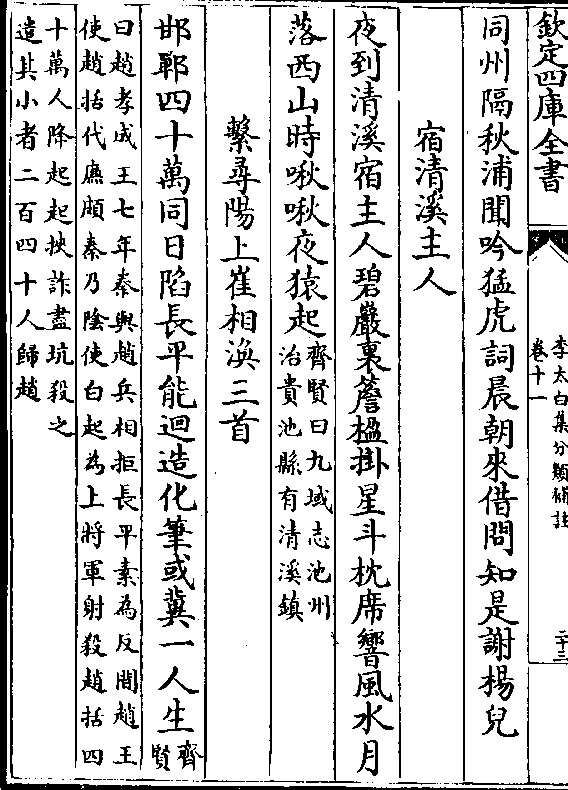 欽定四庫全書
李太白集分類補註
卷十一
二十三
同州隔秋浦聞吟猛虎詞晨朝來借問知是謝楊兒
宿清溪主人
夜到清溪宿主人碧巖裏簷楹掛星斗枕席響風水月
落西山時啾啾夜猿起
齊賢曰九域志池州
治貴池縣有清溪鎮
繫尋陽上崔相渙三首
邯鄲四十萬同日陷長平能迴造化筆或冀一人生
齊
賢
曰趙孝成王七年秦與趙兵相拒長平秦為反間趙王
使趙括代廉頗秦乃陰使白起為上將軍射殺趙括四
十萬人降起起挾詐盡坑殺之
遺其小者二百四十人歸趙